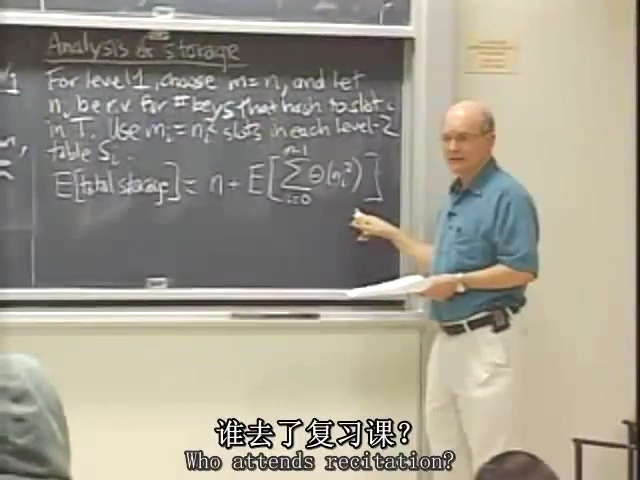 Analysis of storage
For level 1, choose m = n, and let
nᵢ be r.v. for # keys that hash to slot i
in T. Use mᵢ = nᵢ² slots in each level-2
table Sᵢ.
E[total storage] = n + E[∑ᵢ₌₀ⁿ⁻¹ Θ(nᵢ²)]
谁去了复习课?
Who attends recitation?